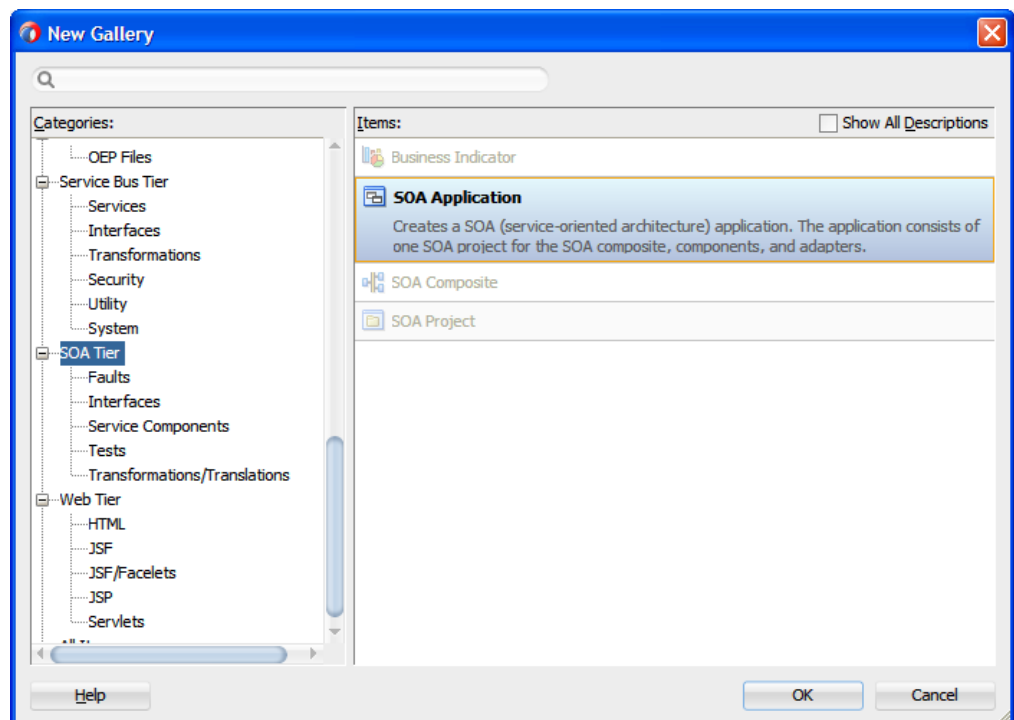 New Gallery
Categories:
OEP Files
Service Bus Tier
Services
Interfaces
Transformations
Security
Utility
System
SOA Tier
Faults
Interfaces
Service Components
Tests
Transformations/Translations
Web Tier
HTML
JSF
JSF/Facelets
JSP
Servlets
Items:
Show All Descriptions
Business Indicator
SOA Application
Creates a SOA (service-oriented architecture) application. The application consists of
one SOA project for the SOA composite, components, and adapters.
SOA Composite
SOA Project
Help
OK
Cancel